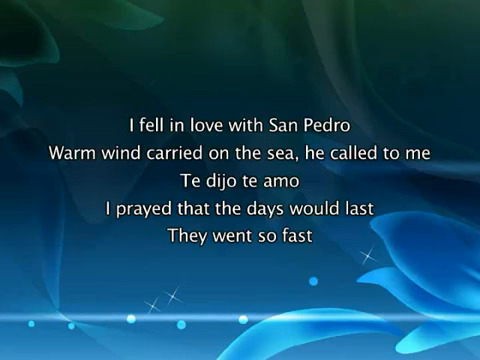 I fell in love with San Pedro
Warm wind carried on the sea, he called to me
Te dijo te amo
I prayed that the days would last
They went so fast